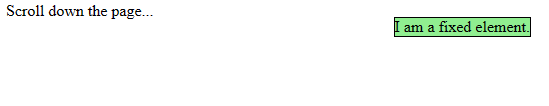 Scroll down the page...
I am a fixed element.